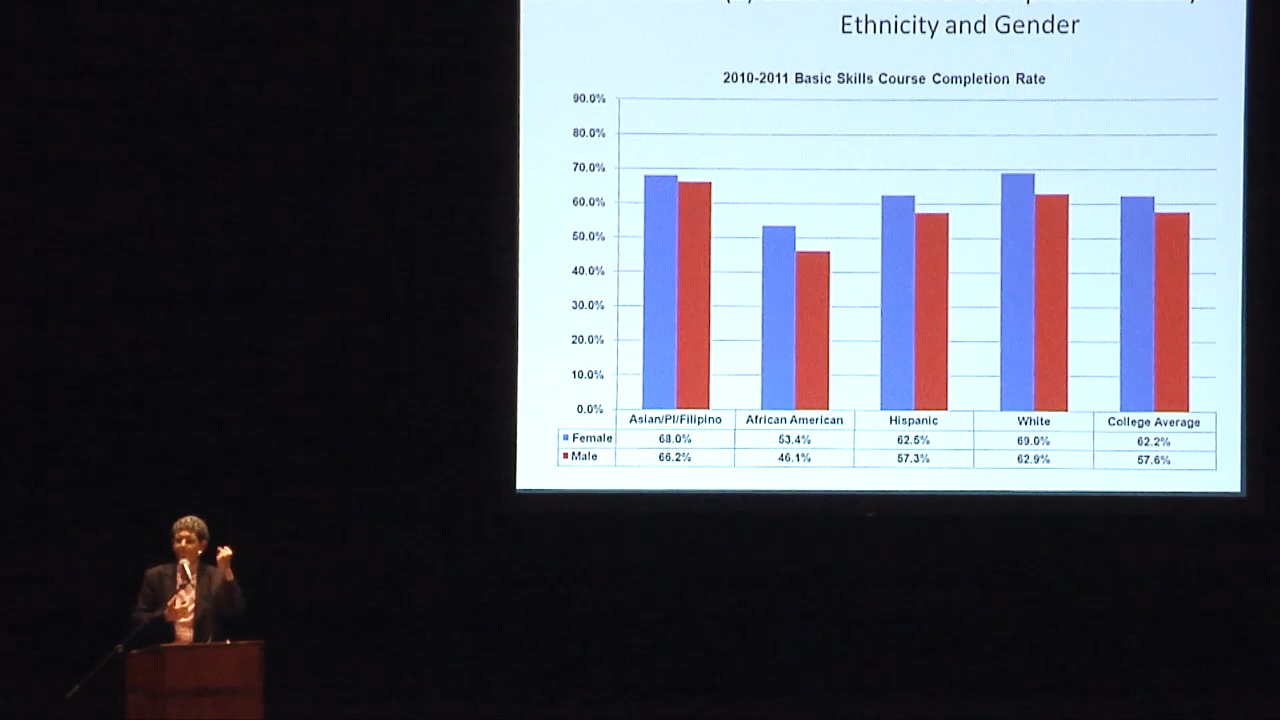 Ethnicity and Gender
2010-2011 Basic Skills Course Completion Rate
90.0%
80.0%
70.0%
60.0%
50.0%
40.0%
30.0%
20.0%
10.0%
0.0%
Asian/PI/Filipino African American Hispanic White College Average
Female 68.0% 53.4% 62.5% 69.0% 62.2%
Male 66.2% 46.1% 57.3% 62.9% 57.6%